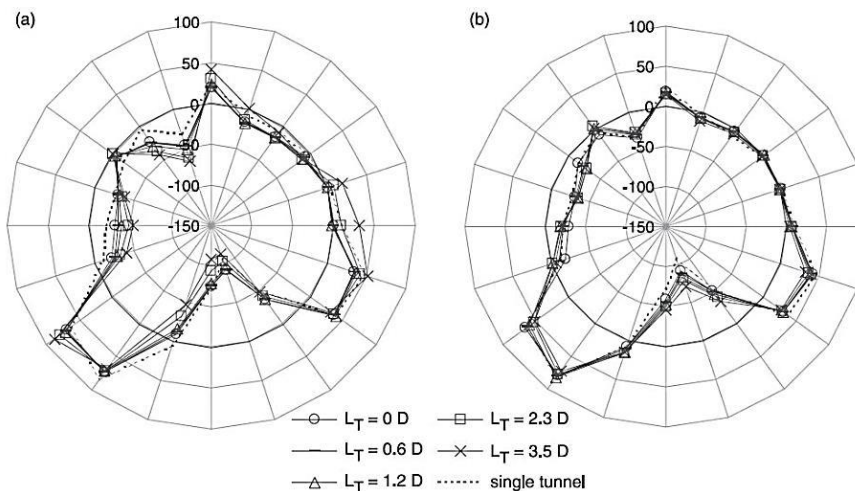 (a)
100
50
0
-50
-100
-150
(b)
100
50
0
-50
-100
-150
L_T = 0 D
L_T = 0.6 D
L_T = 1.2 D
L_T = 2.3 D
L_T = 3.5 D
single tunnel